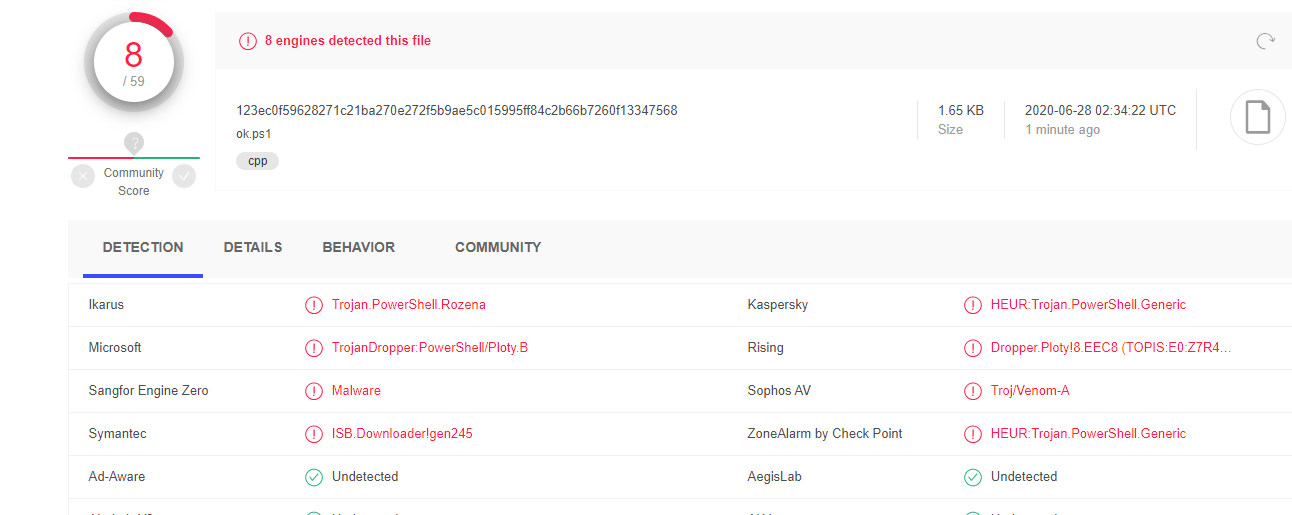 8
/ 59
8 engines detected this file
123ec0f59628271c21ba270e272f5b9ae5c015995ff84c2b66b7260f13347568
ok.ps1
cpp
1.65 KB
Size
2020-06-28 02:34:22 UTC
1 minute ago
?
Community
Score
DETECTION DETAILS BEHAVIOR COMMUNITY
Ikarus Trojan.PowerShell.Rozena Kaspersky HEUR:Trojan.PowerShell.Generic
Microsoft TrojanDropper:PowerShell/Ploty.B Rising Dropper.Ploty!8.EEC8 (TOPIS:E0:Z7R4...
Sangfor Engine Zero Malware Sophos AV Troj/Venom-A
Symantec ISB.Downloader!gen245 ZoneAlarm by Check Point HEUR:Trojan.PowerShell.Generic
Ad-Aware Undetected AegisLab Undetected